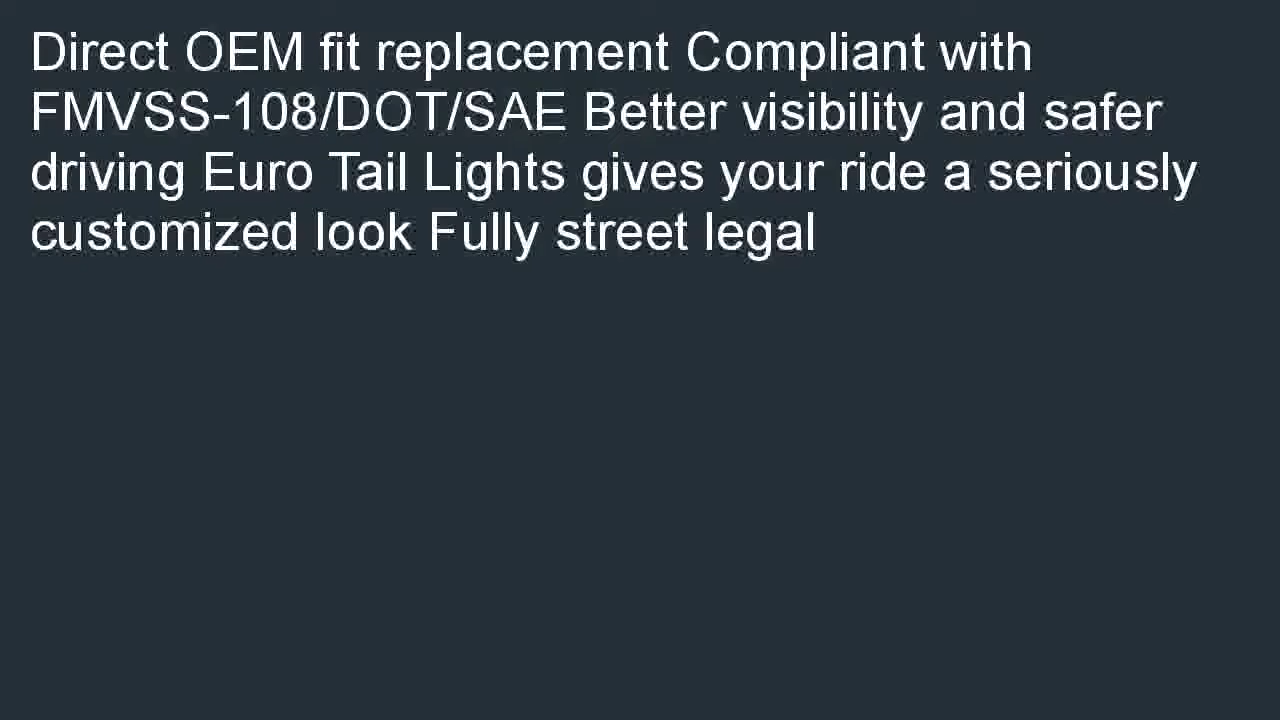 Direct OEM fit replacement Compliant with
FMVSS-108/DOT/SAE Better visibility and safer
driving Euro Tail Lights gives your ride a seriously
customized look Fully street legal